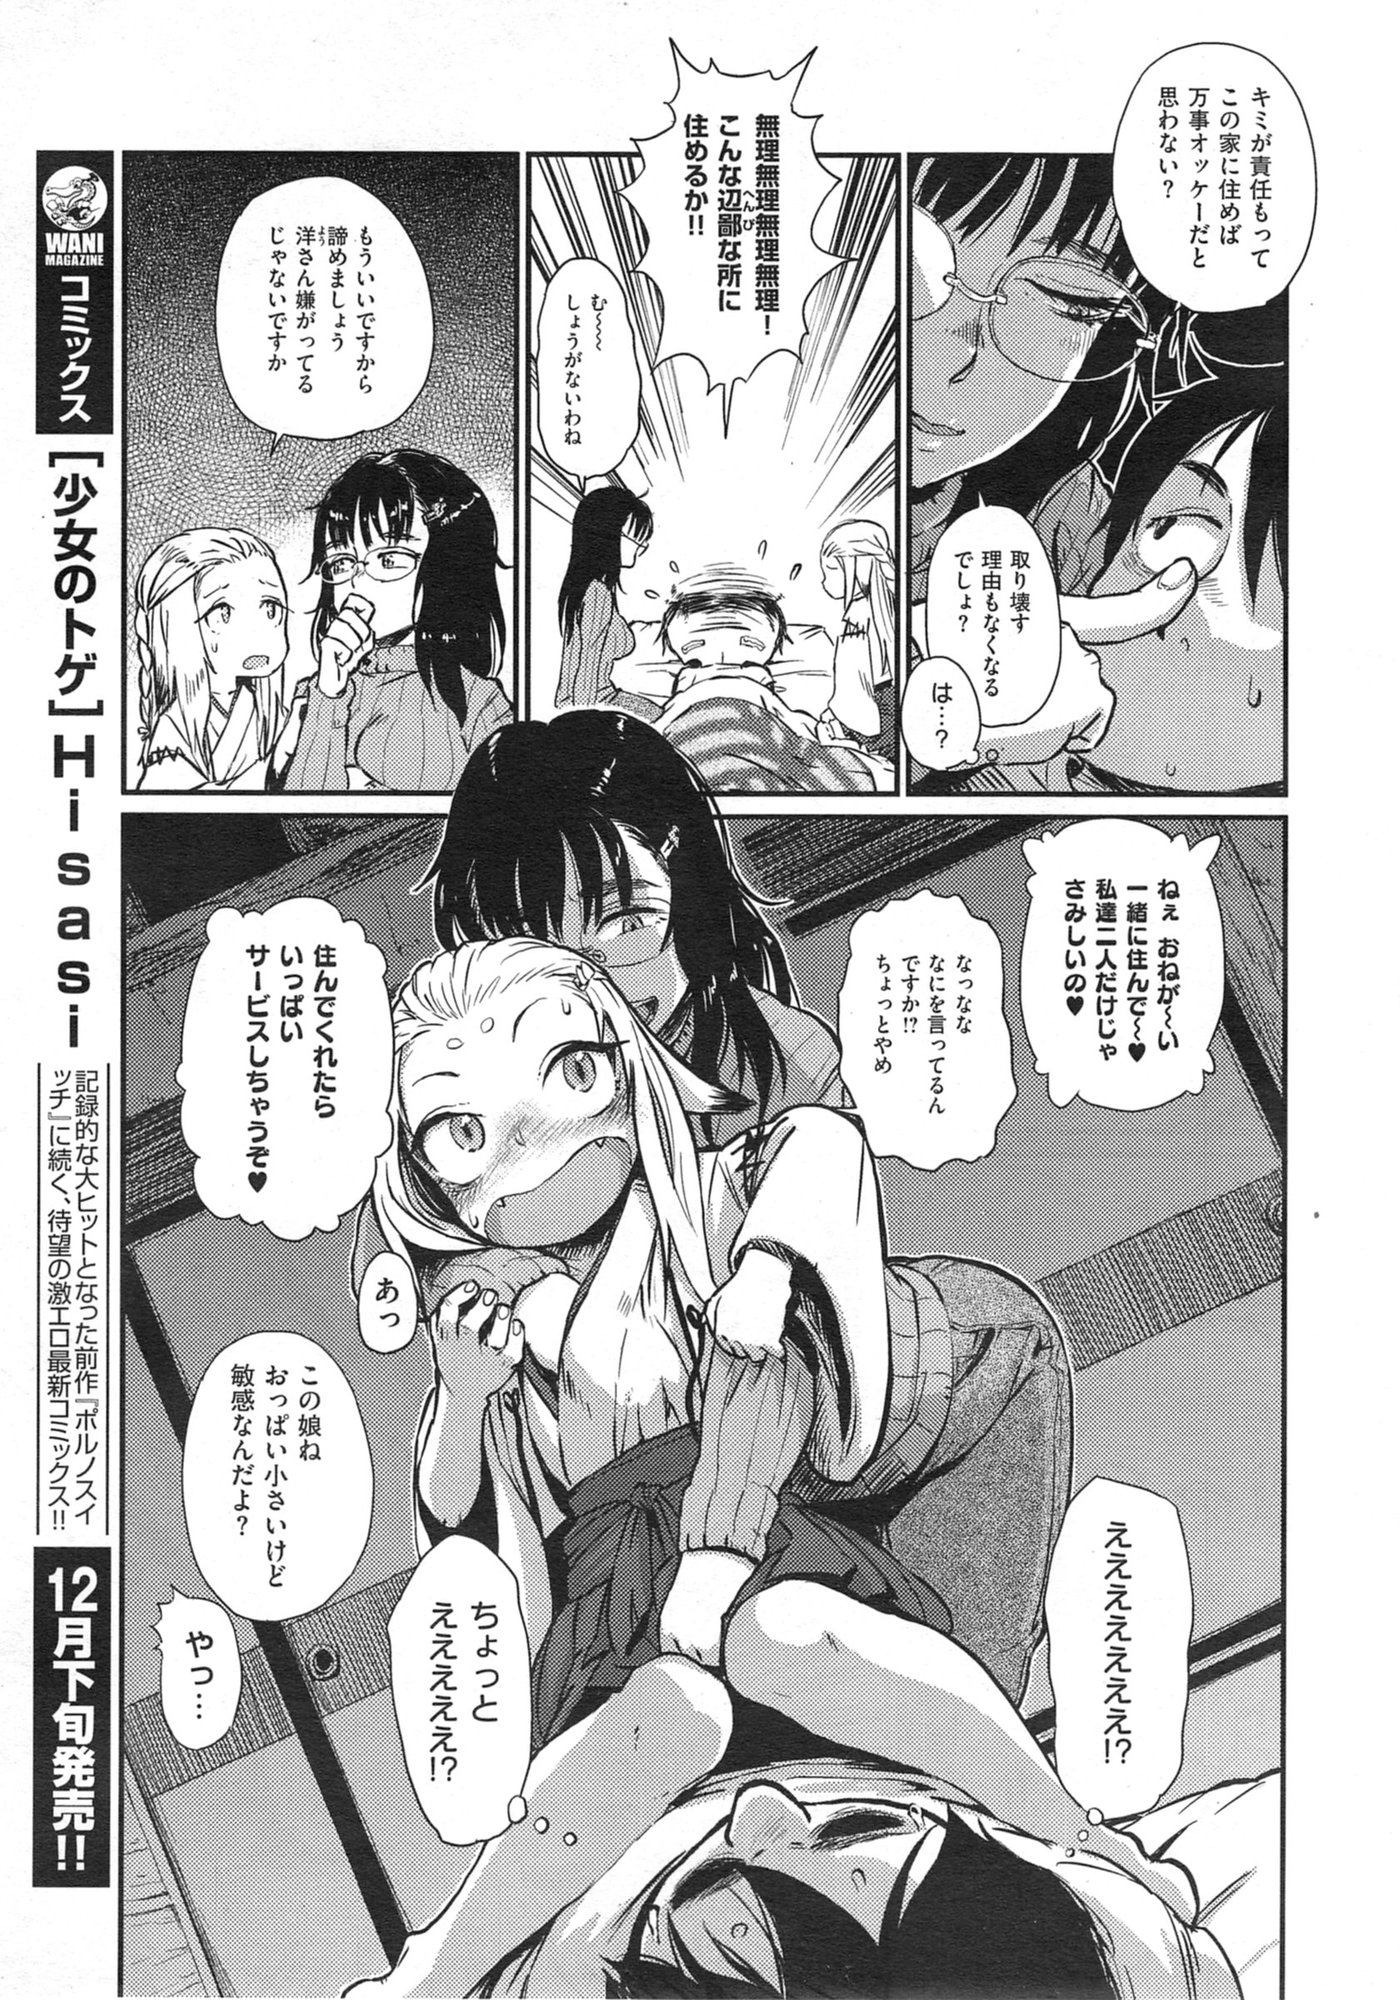 キミが責任もって
この家に住めば
万事オッケーだと
思わない?
取り壊す
理由もなくなる
でしょ?
は…?
無理無理無理無理!
こんな辺鄙な所に
へんぴ
住めるか!!
む〜〜〜
しょうがないわね
もういいですから
諦めましょう
洋さん嫌がってる
よう
じゃないですか
ねぇ おねが〜い
一緒に住んで〜♥
私達二人だけじゃ
さみしいの♥
なっななな
なにを言ってるん
ですか!?
ちょっとやめ
住んでくれたら
いっぱい
サービスしちゃうぞ♥
あっ
この娘ね
おっぱい小さいけど
敏感なんだよ?
やっ…
ええええええええ!?
ちょっと
ええええええ!?
WANI
MAGAZINE
コミックス
[少女のトゲ]Hisasi
記録的な大ヒットとなった前作『ポルノスイ
ッチ』に続く、待望の激エロ最新コミックス!!
12月下旬発売!!